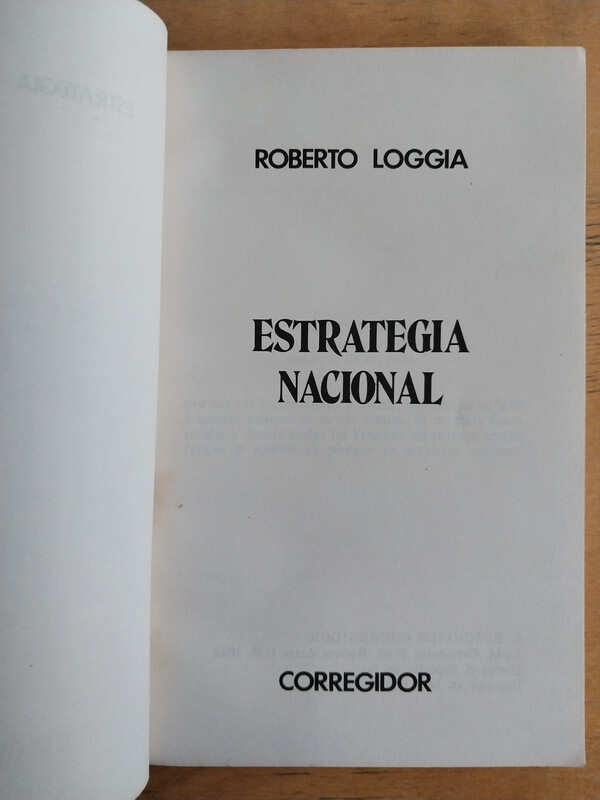 ROBERTO LOGGIA
ESTRATEGIA
NACIONAL
CORREGIDOR